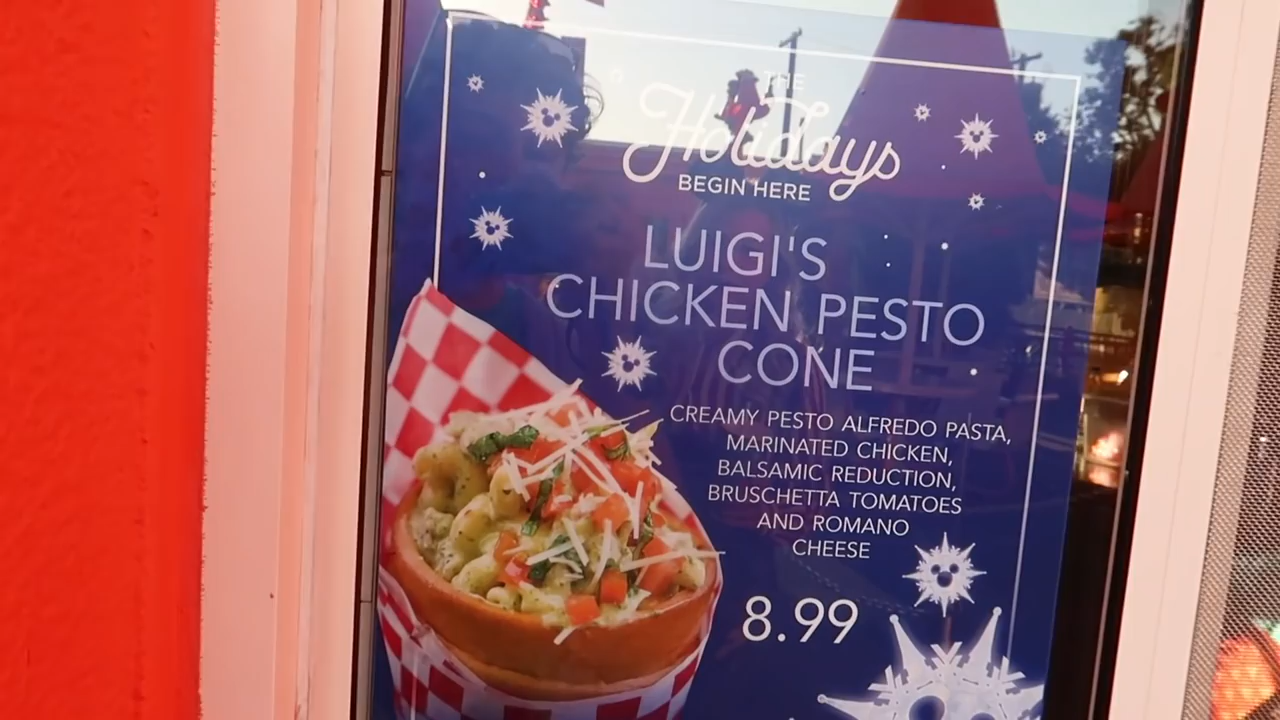 THE
Holidays
BEGIN HERE
LUIGI'S
CHICKEN PESTO
CONE
CREAMY PESTO ALFREDO PASTA,
MARINATED CHICKEN,
BALSAMIC REDUCTION,
BRUSCHETTA TOMATOES
AND ROMANO
CHEESE
8.99